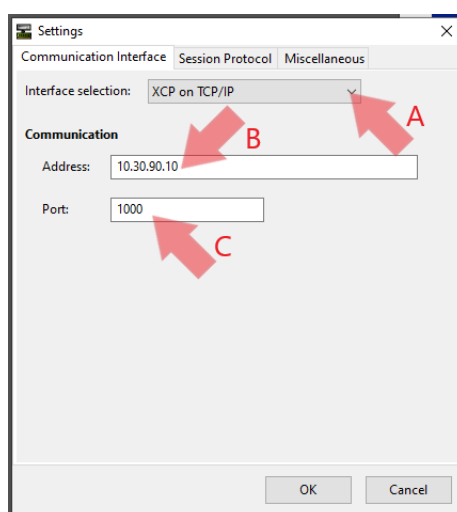 Settings
Communication Interface Session Protocol Miscellaneous
Interface selection: XCP on TCP/IP
A
B
Communication
Address: 10.30.90.10
Port: 1000
C
OK Cancel